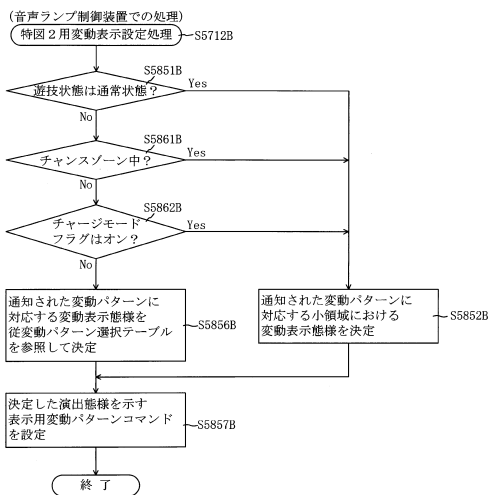 (音声ランプ制御装置での処理)
特図2用変動表示設定処理
S5712B
S5851B
遊技状態は通常状態?
Yes
No
S5861B
チャンスゾーン中?
Yes
No
S5862B
チャージモード
フラグはオン?
Yes
No
通知された変動パターンに
対応する変動表示態様を
従変動パターン選択テーブル
を参照して決定
S5856B
通知された変動パターンに
対応する小領域における
変動表示態様を決定
S5852B
決定した演出態様を示す
表示用変動パターンコマンド
を設定
S5857B
終了